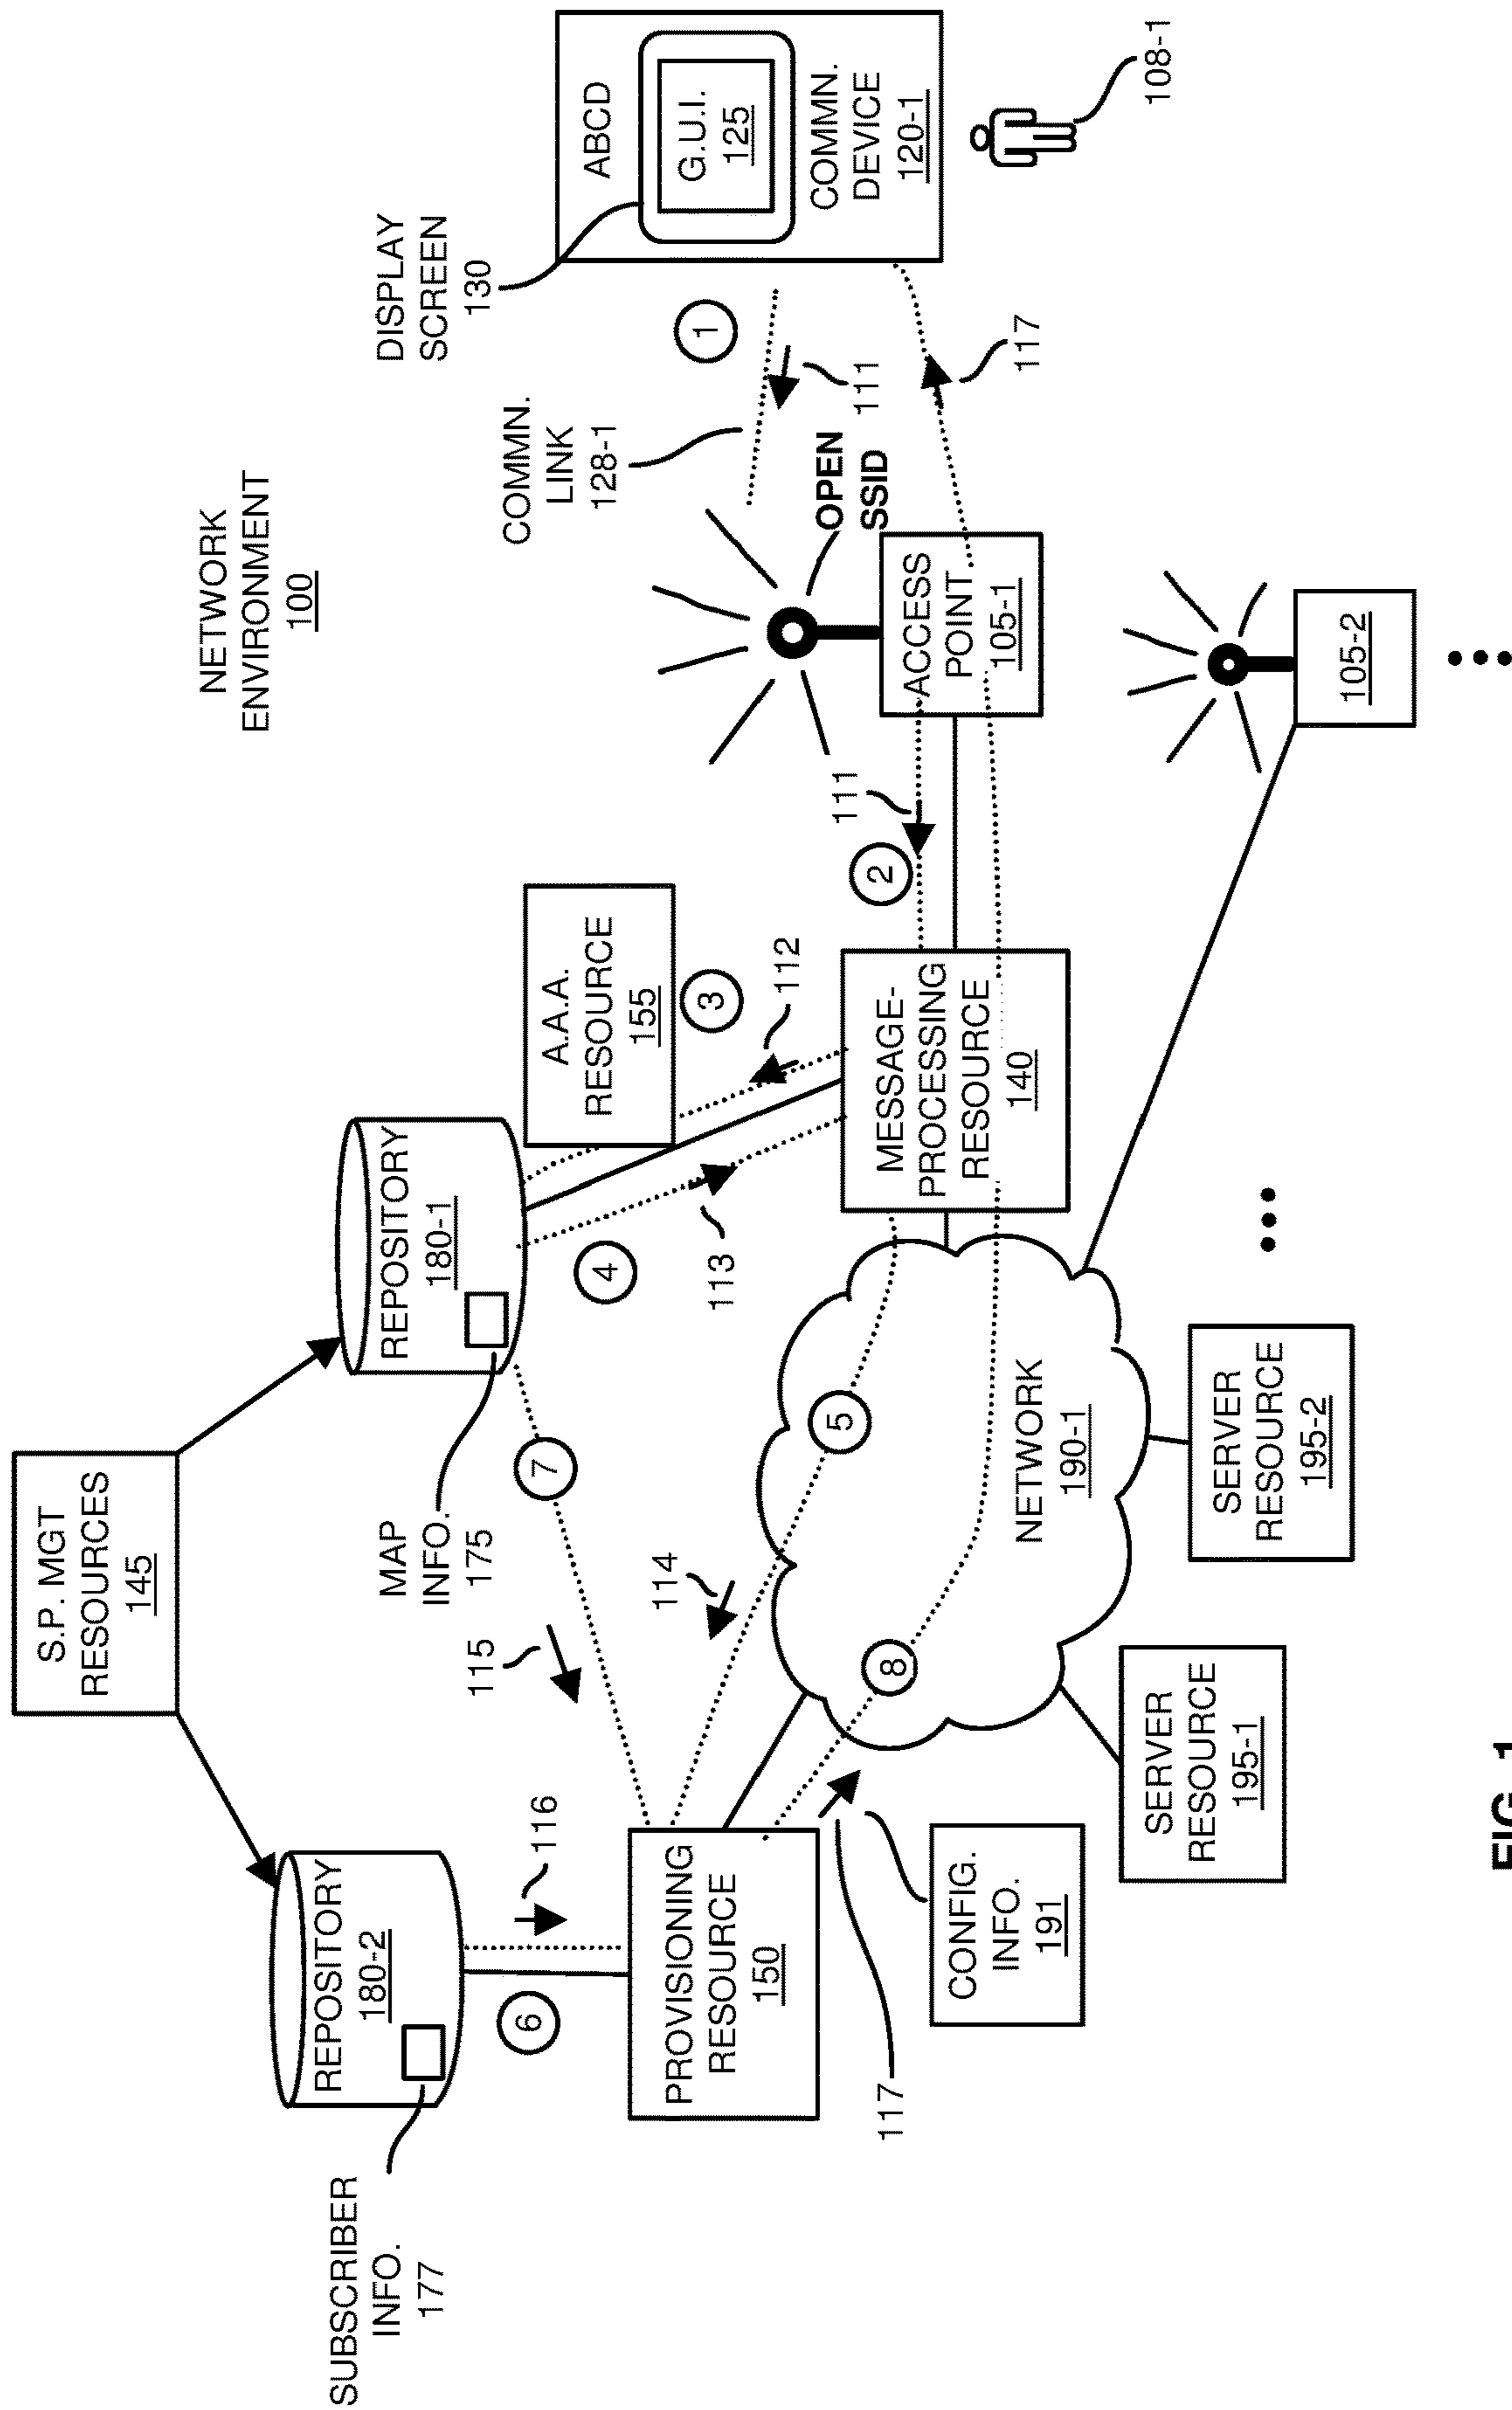 NETWORK
ENVIRONMENT
100
S.P. MGT
RESOURCES
145
SUBSCRIBER
INFO.
177
REPOSITORY
180-2
6
116
PROVISIONING
RESOURCE
150
117
CONFIG.
INFO.
191
115
7
MAP
INFO.
175
REPOSITORY
180-1
4
113
114
5
8
NETWORK
190-1
SERVER
RESOURCE
195-1
SERVER
RESOURCE
195-2
A.A.A.
RESOURCE
155
3
112
MESSAGE-
PROCESSING
RESOURCE
140
2
111
ACCESS
POINT
105-1
OPEN
SSID
105-2
COMMN.
LINK
128-1
111
117
1
DISPLAY
SCREEN
130
ABCD
G.U.I.
125
COMMN.
DEVICE
120-1
108-1
FIG. 1